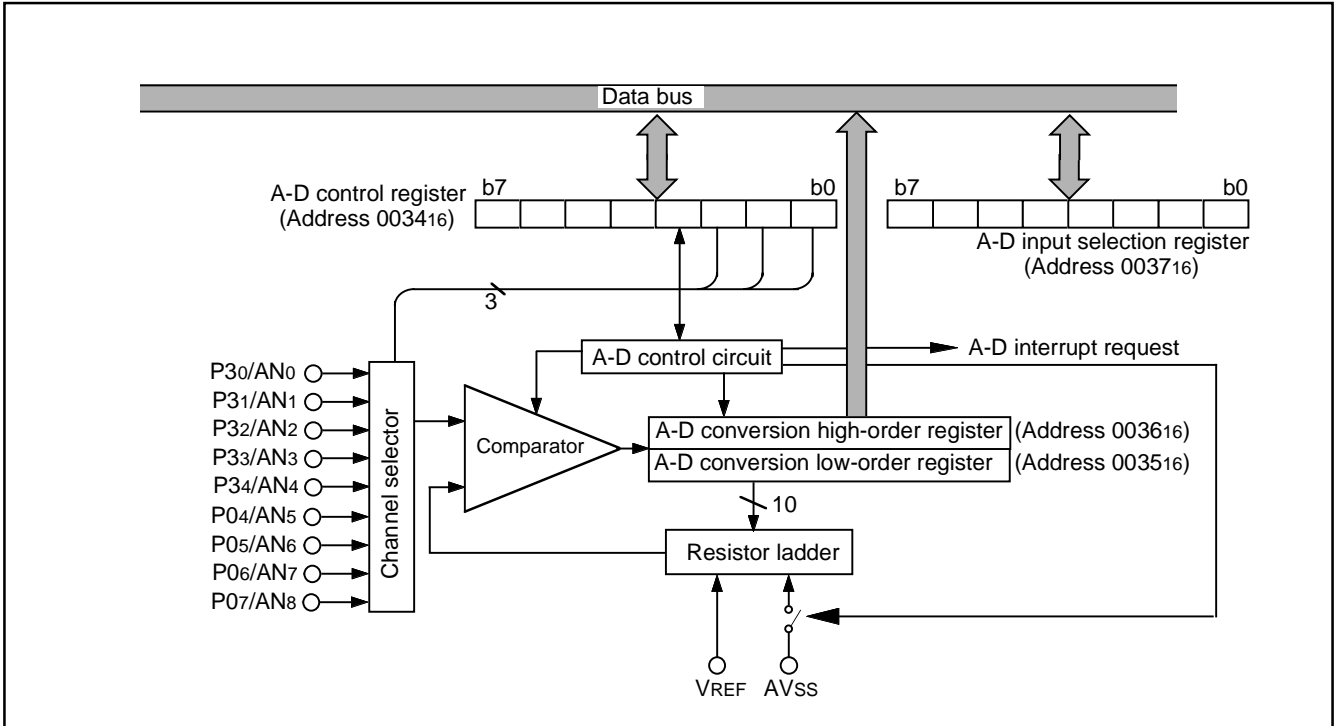 Data bus
A-D control register
(Address 0034₁₆)
b7
b0
b7
b0
A-D input selection register
(Address 0037₁₆)
3
A-D control circuit
A-D interrupt request
P3₀/AN₀
P3₁/AN₁
P3₂/AN₂
P3₃/AN₃
P3₄/AN₄
P0₄/AN₅
P0₅/AN₆
P0₆/AN₇
P0₇/AN₈
Channel selector
Comparator
A-D conversion high-order register
(Address 0036₁₆)
A-D conversion low-order register
(Address 0035₁₆)
10
Resistor ladder
VREF
AVSS